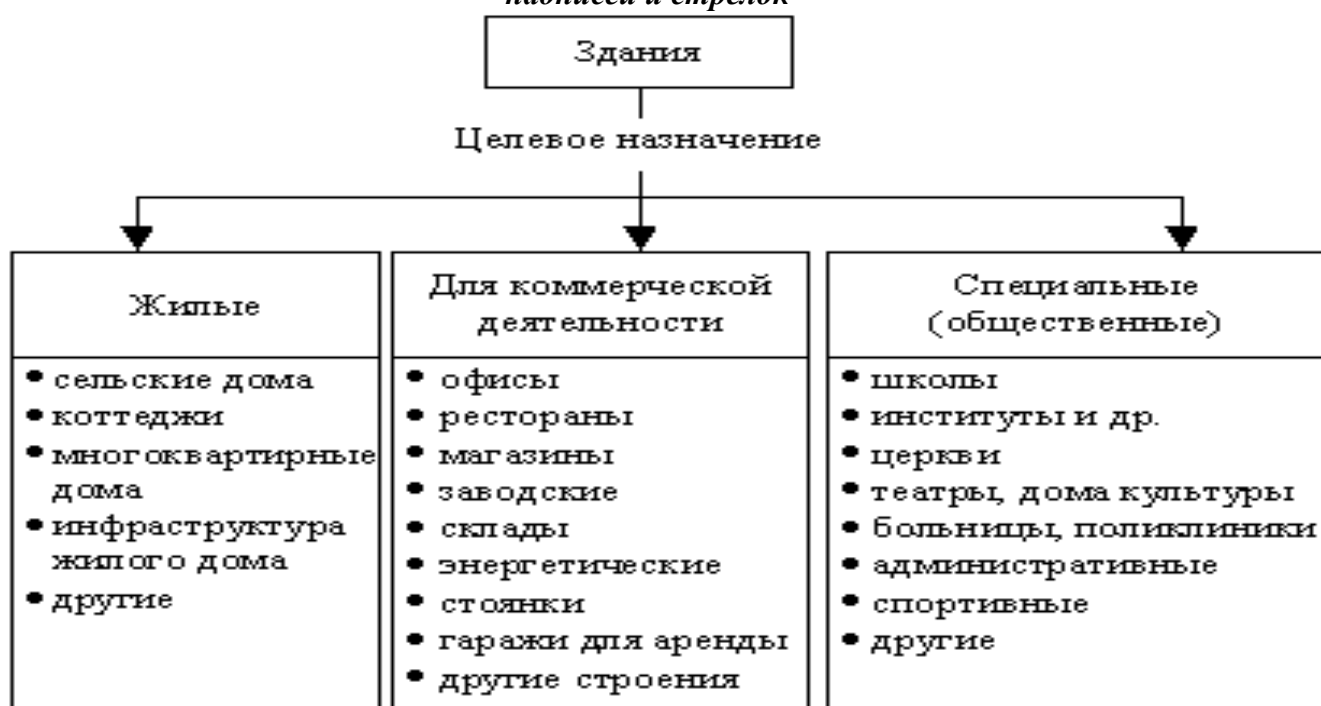 надписей и стрелок
Здания
Целевое назначение
Жилые
• сельские дома
• коттеджи
• многоквартирные
дома
• инфраструктура
жилого дома
• другие
Для коммерческой
деятельности
• офисы
• рестораны
• магазины
• заводские
• склады
• энергетические
• стоянки
• гаражи для аренды
• другие строения
Специальные
(общественные)
• школы
• институты и др.
• церкви
• театры, дома культуры
• больницы, поликлиники
• административные
• спортивные
• другие